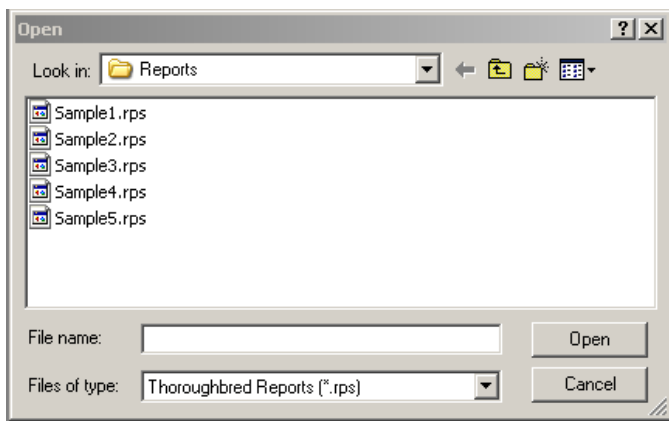 Open
Look in: Reports
Sample1.rps
Sample2.rps
Sample3.rps
Sample4.rps
Sample5.rps
File name: Open
Files of type: Thoroughbred Reports (*.rps) Cancel